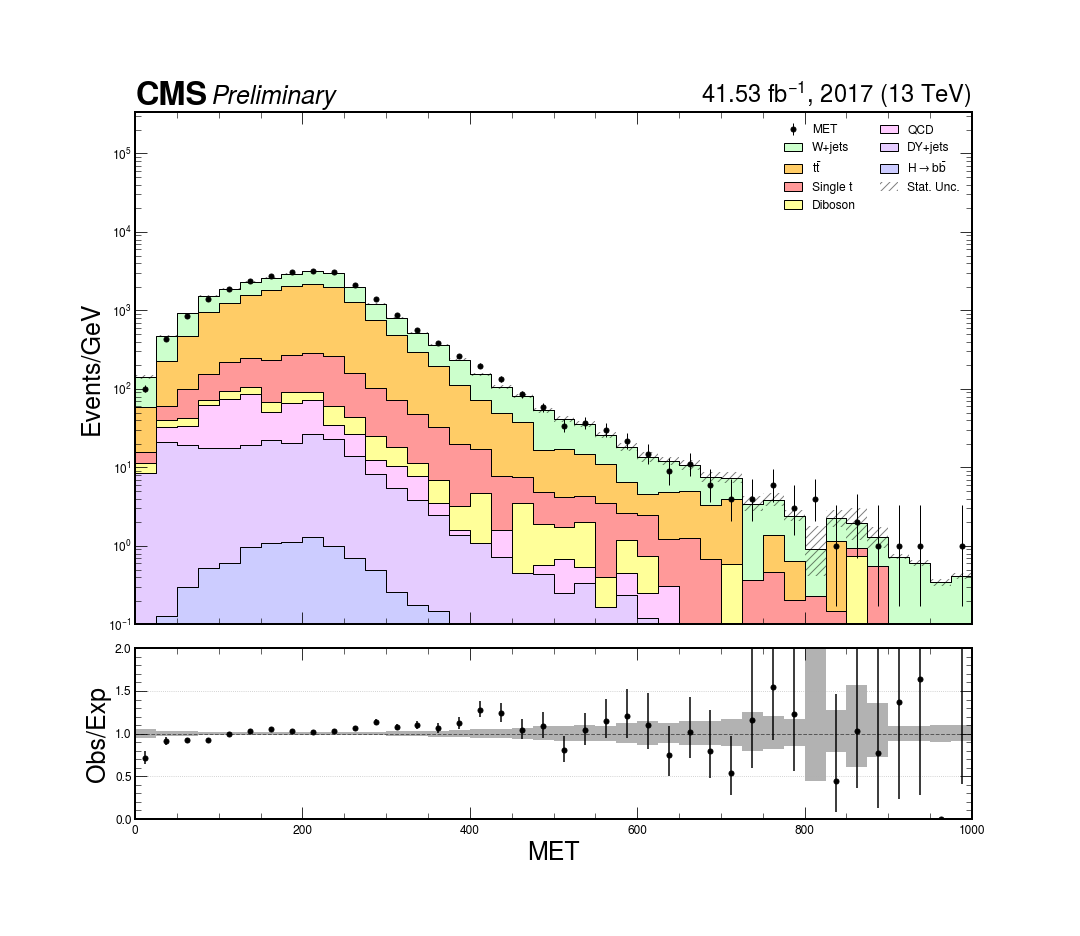 CMS Preliminary
41.53 fb⁻¹, 2017 (13 TeV)
MET
W+jets
tt̄
Single t
Diboson
QCD
DY+jets
H→bb̄
Stat. Unc.
Events/GeV
10⁵
10⁴
10³
10²
10¹
10⁰
10⁻¹
Obs/Exp
2.0
1.5
1.0
0.5
0.0
0 200 400 600 800 1000
MET